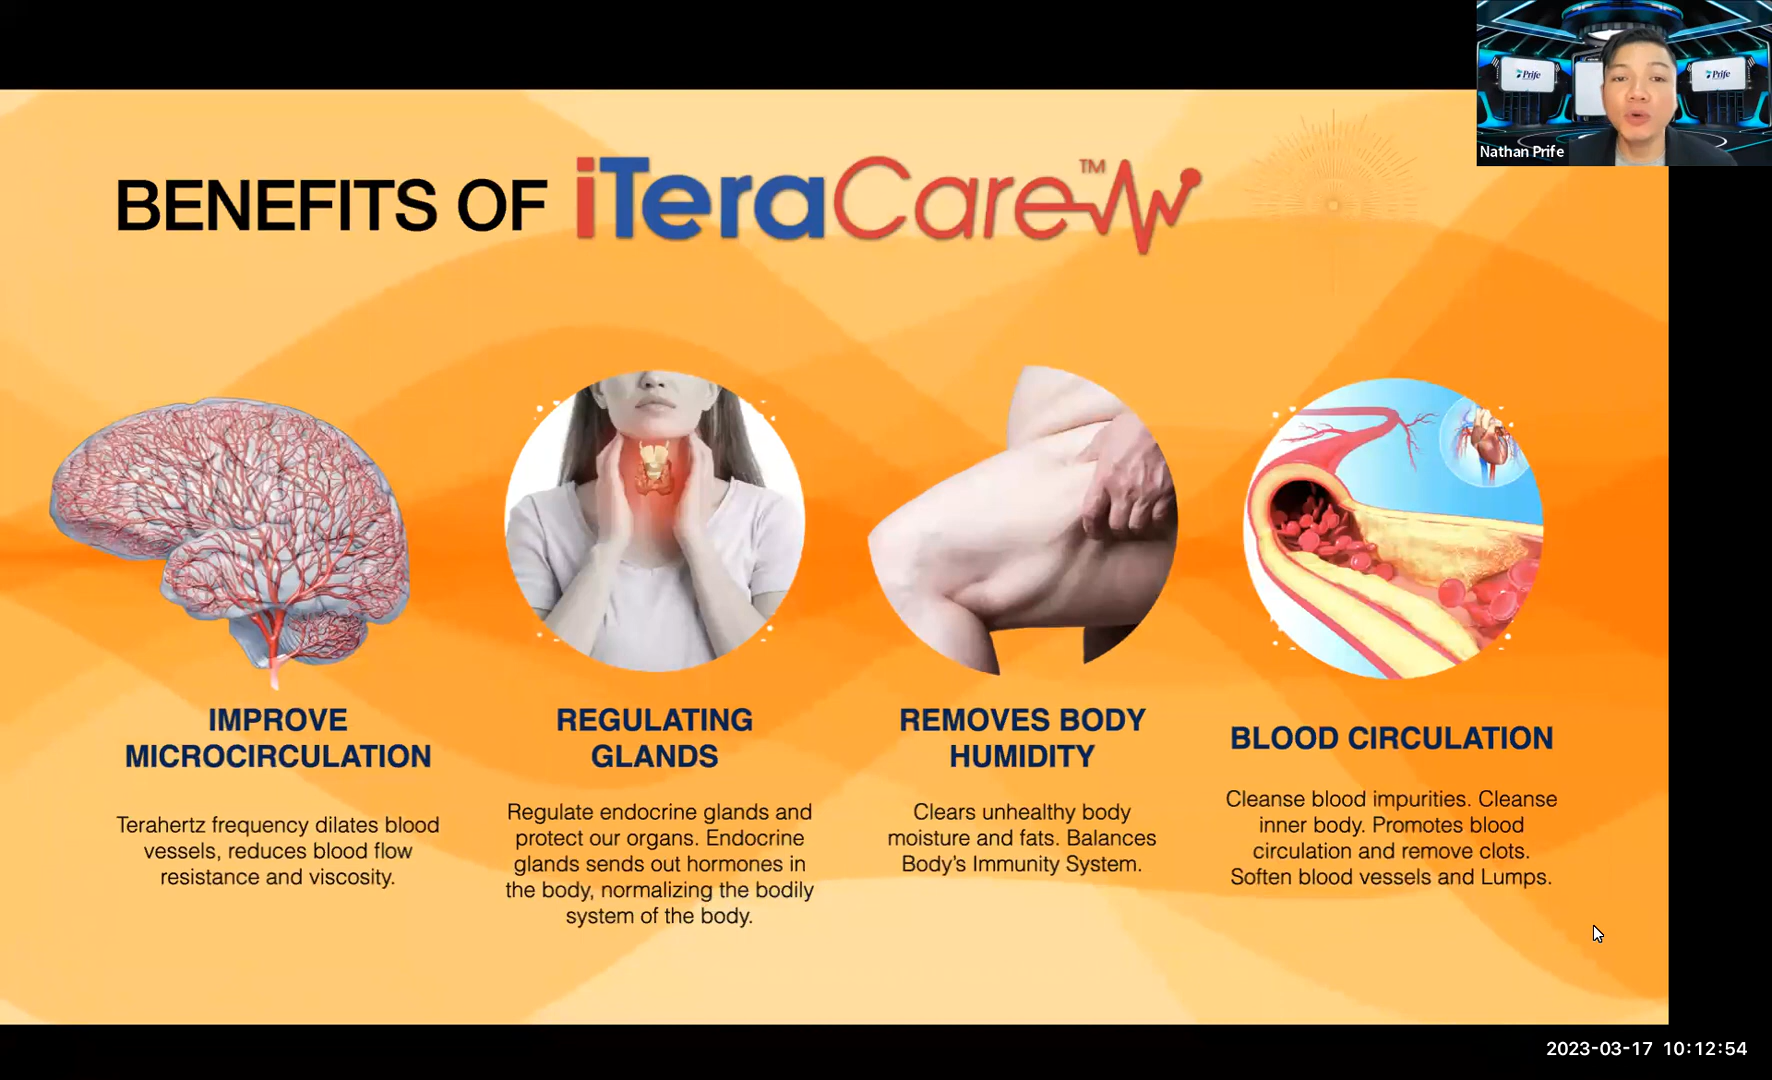 Prife
Prife
Nathan Prife
BENEFITS OF iTeraCare™
IMPROVE
MICROCIRCULATION
Terahertz frequency dilates blood
vessels, reduces blood flow
resistance and viscosity.
REGULATING
GLANDS
Regulate endocrine glands and
protect our organs. Endocrine
glands sends out hormones in
the body, normalizing the bodily
system of the body.
REMOVES BODY
HUMIDITY
Clears unhealthy body
moisture and fats. Balances
Body's Immunity System.
BLOOD CIRCULATION
Cleanse blood impurities. Cleanse
inner body. Promotes blood
circulation and remove clots.
Soften blood vessels and Lumps.
2023-03-17 10:12:54